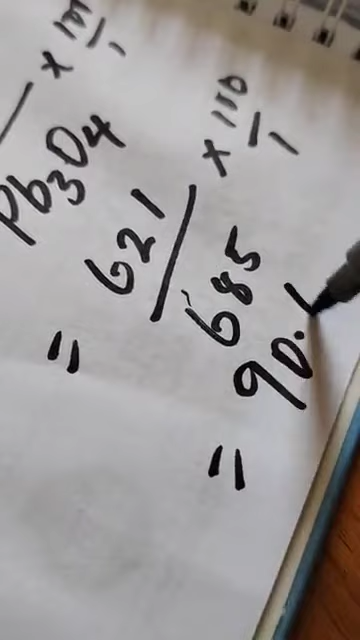 Pb3O4 x 100/1
= 621/685 x 100/1
= 90.